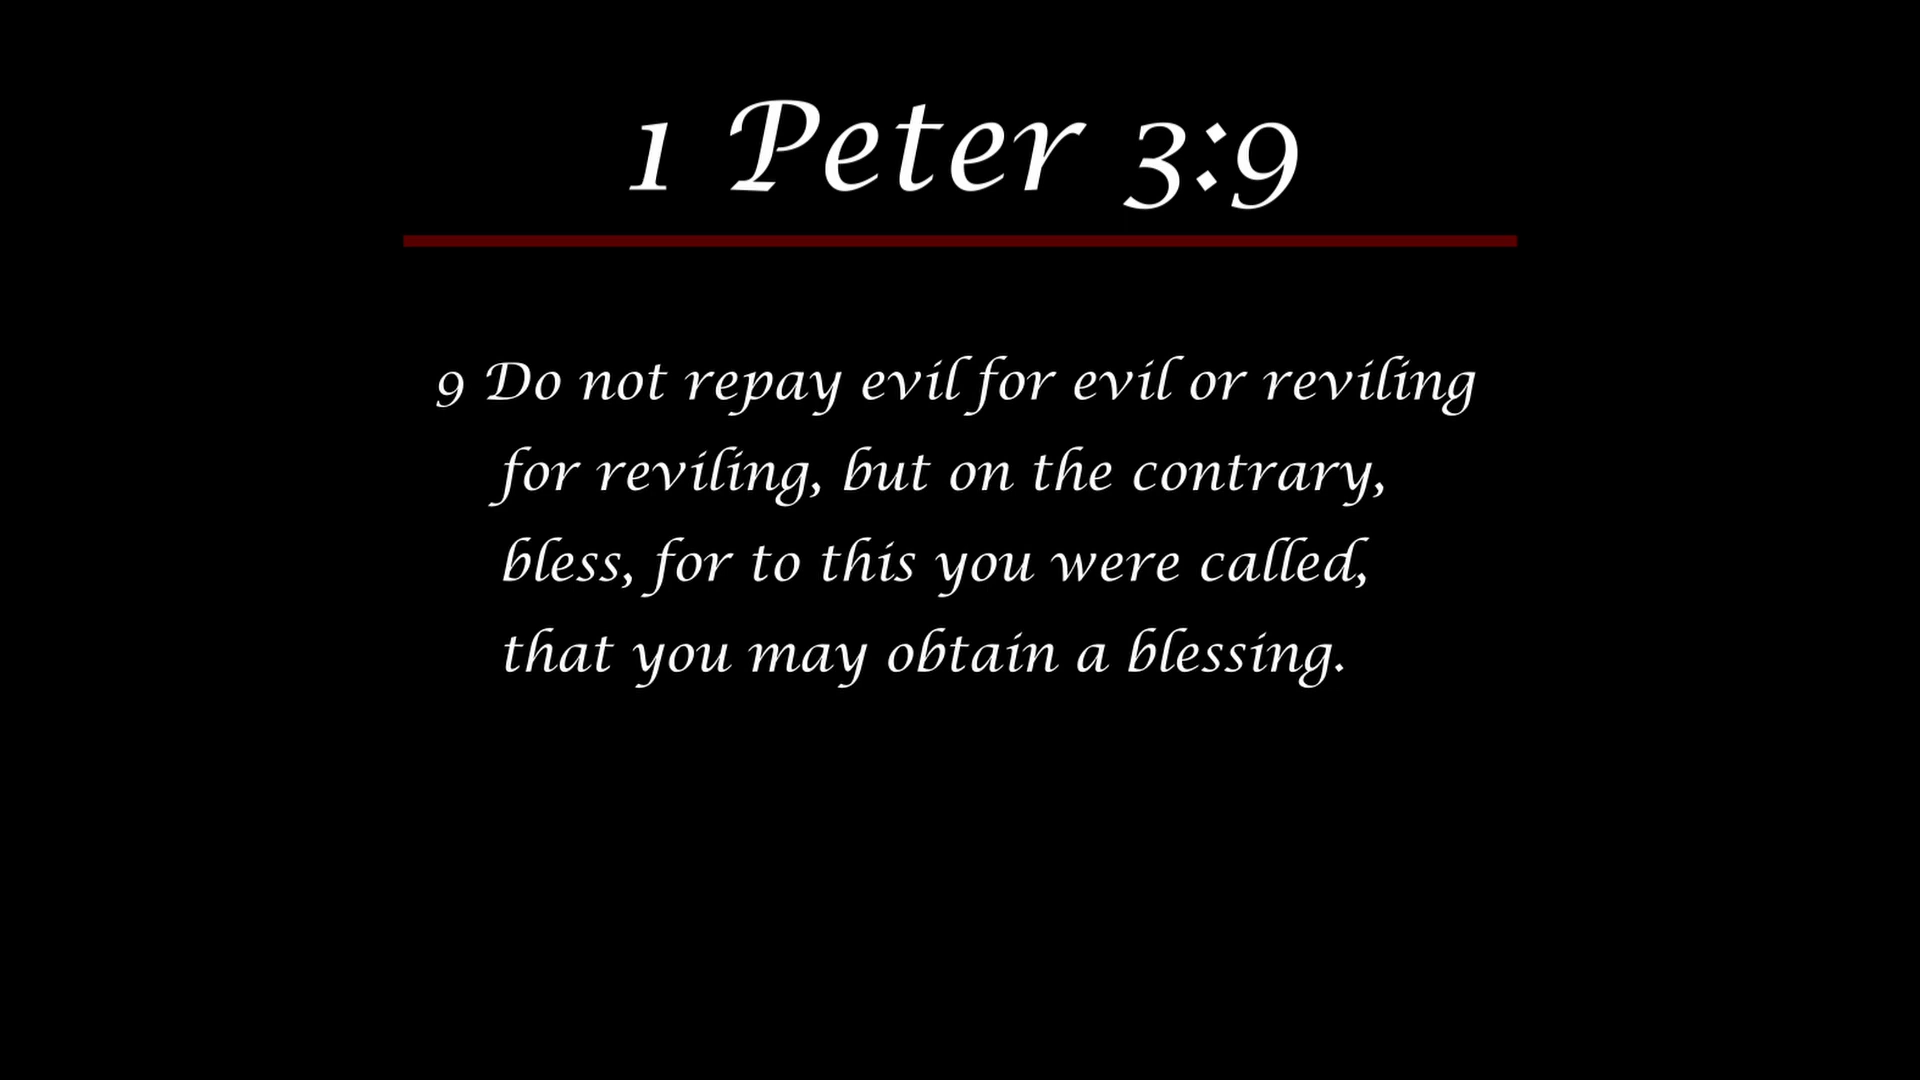 1 Peter 3:9
9 Do not repay evil for evil or reviling
for reviling, but on the contrary,
bless, for to this you were called,
that you may obtain a blessing.